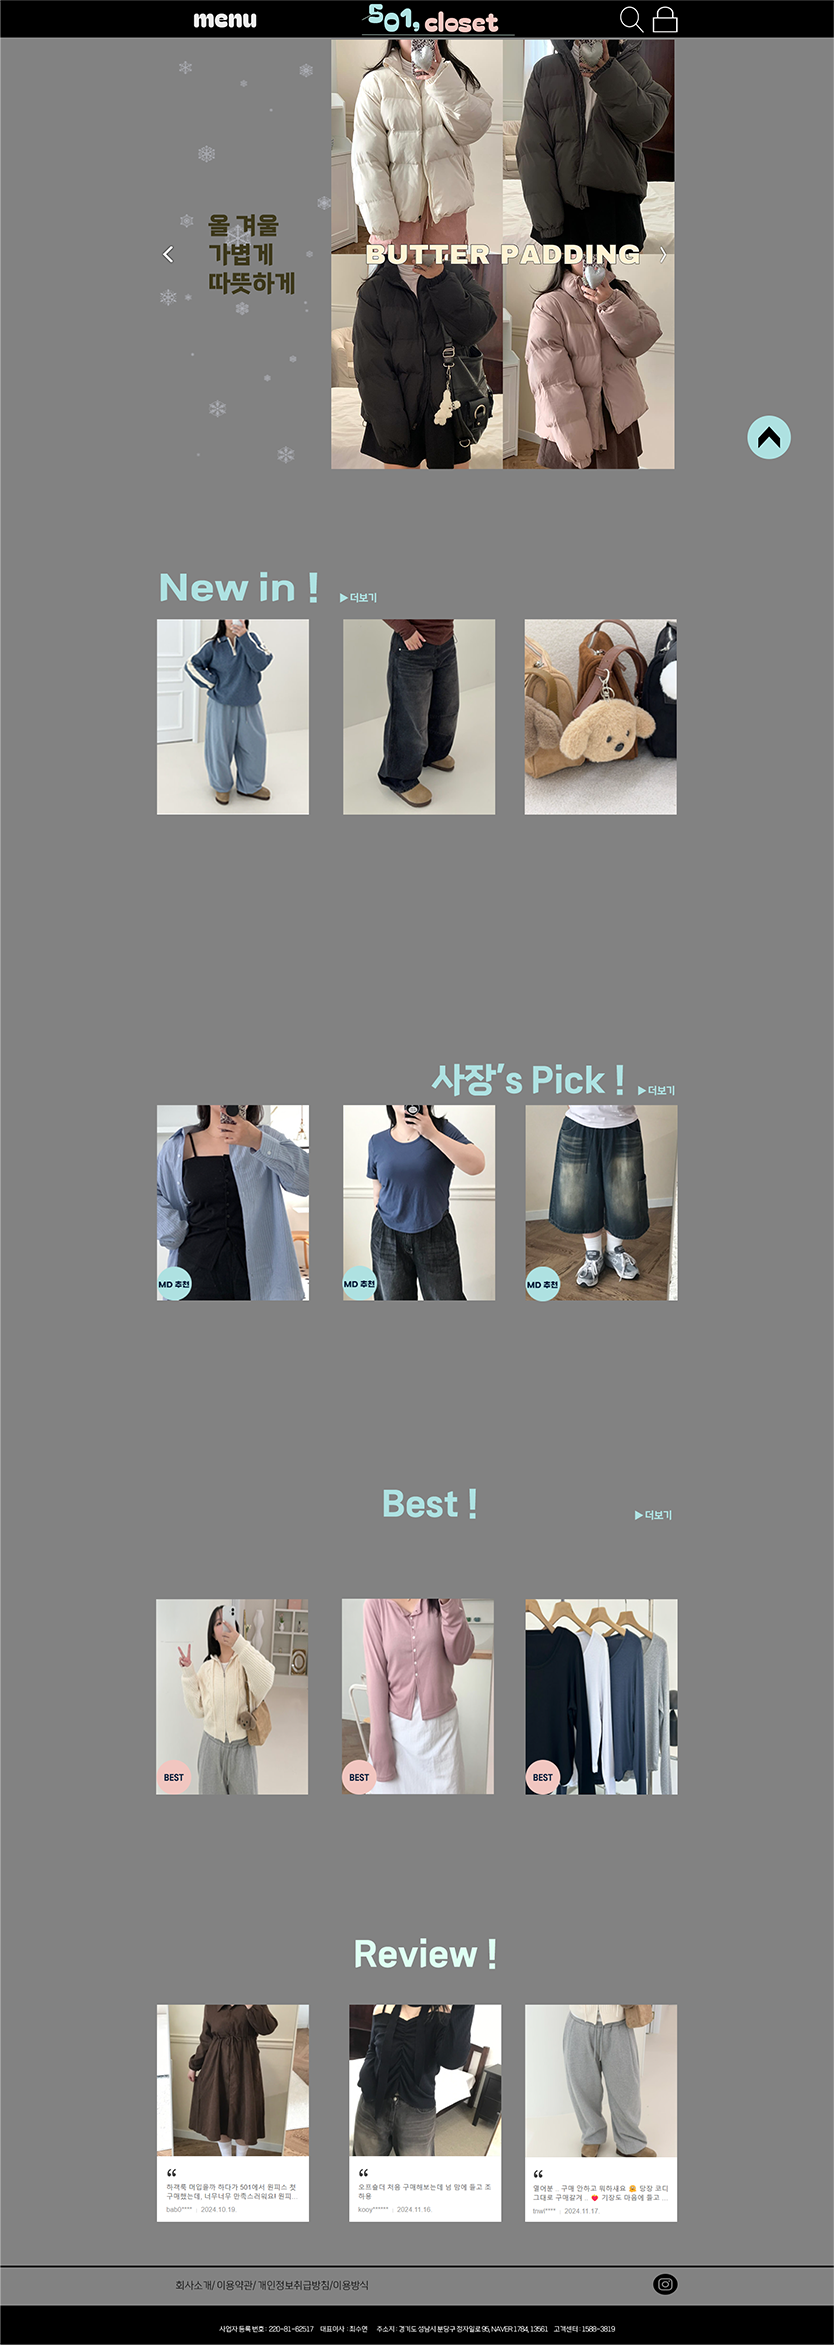 menu
501, closet
올 겨울
가볍게
따뜻하게
BUTTER PADDING
New in !
▶더보기
사장's Pick !
▶더보기
MD 추천
MD 추천
MD 추천
Best !
▶더보기
BEST
BEST
BEST
Review !
“
하객룩 머입을까 하다가 501에서 원피스 첫
구매했는데, 너무너무 만족스러워요! 원피...
bab0**** | 2024.10.19.
“
오프숄더 처음 구매해보는데 넘 맘에 들고 조
하용
kooy****** | 2024.11.16.
“
열어분 .. 구매 안하고 뭐하세요 🤗 당장 코디
그대로 구매갈겨 .. ♥ 기장도 마음에 들고 ...
tnwl**** | 2024.11.17.
회사소개/ 이용약관/ 개인정보취급방침/이용방식
사업자 등록 번호 : 220-81-62517 대표이사 : 최수연 주소지 : 경기도 성남시 분당구 정자일로 95, NAVER 1784, 13561 고객센터 : 1588-3819